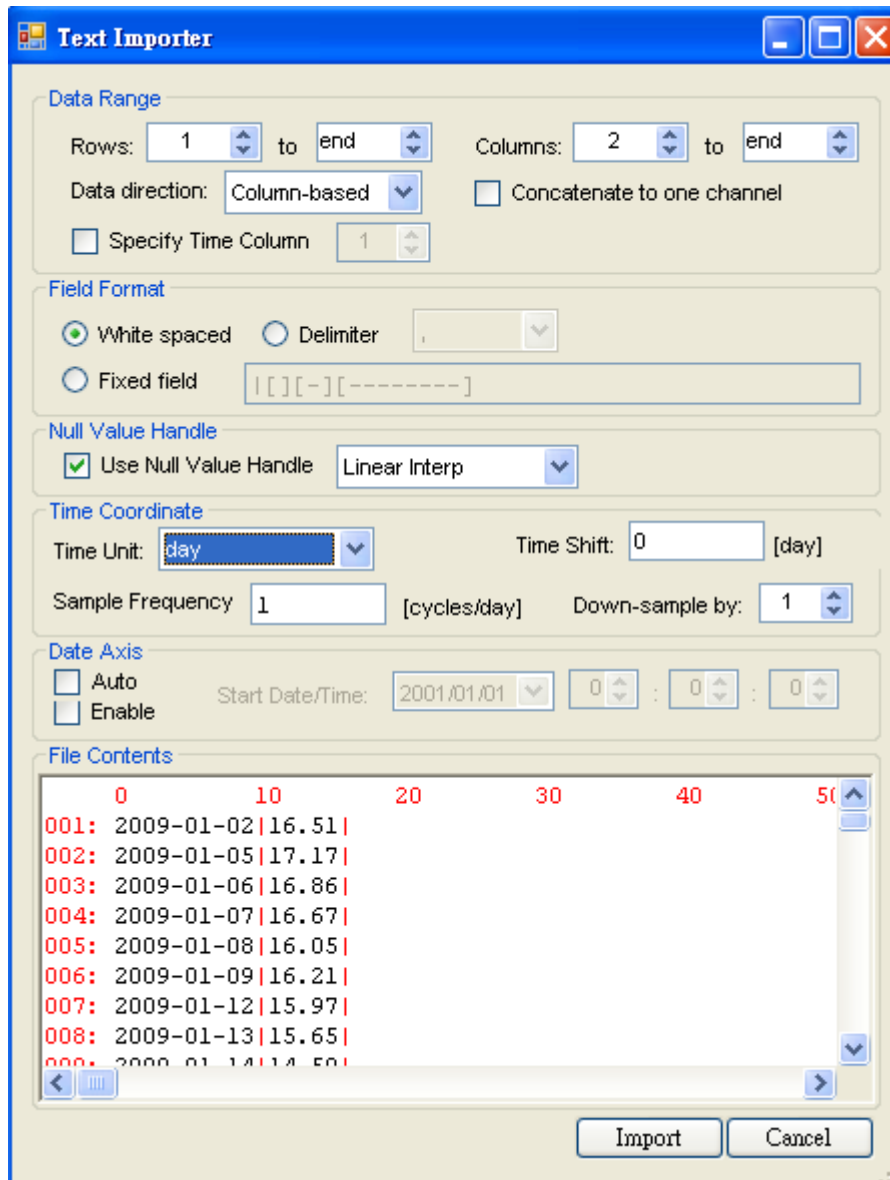 Text Importer
Data Range
Rows: 1 to end Columns: 2 to end
Data direction: Column-based Concatenate to one channel
Specify Time Column 1
Field Format
White spaced Delimiter ,
Fixed field |[][-][--------]
Null Value Handle
Use Null Value Handle Linear Interp
Time Coordinate
Time Unit: day Time Shift: 0 [day]
Sample Frequency 1 [cycles/day] Down-sample by: 1
Date Axis
Auto
Enable Start Date/Time: 2001/01/01 0 : 0 : 0
File Contents
0 10 20 30 40
001: 2009-01-02|16.51|
002: 2009-01-05|17.17|
003: 2009-01-06|16.86|
004: 2009-01-07|16.67|
005: 2009-01-08|16.05|
006: 2009-01-09|16.21|
007: 2009-01-12|15.97|
008: 2009-01-13|15.65|
Import Cancel